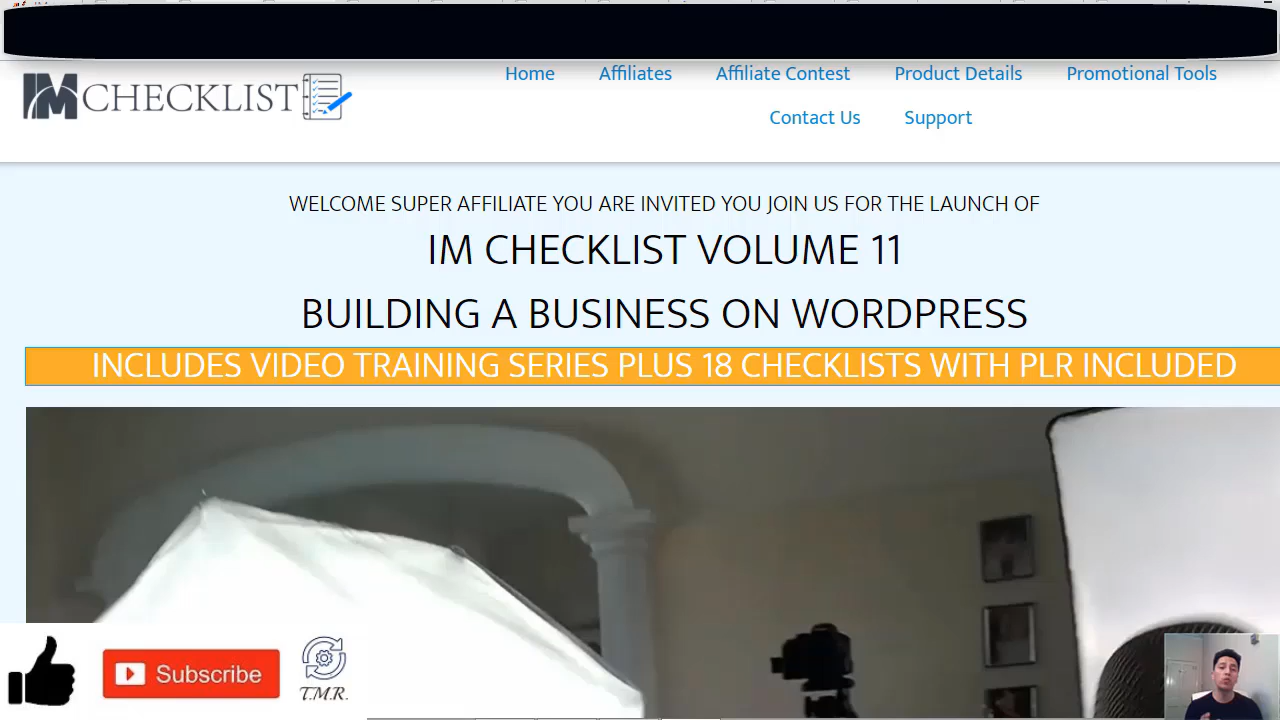 IM CHECKLIST
Home Affiliates Affiliate Contest Product Details Promotional Tools
Contact Us Support
WELCOME SUPER AFFILIATE YOU ARE INVITED YOU JOIN US FOR THE LAUNCH OF
IM CHECKLIST VOLUME 11
BUILDING A BUSINESS ON WORDPRESS
INCLUDES VIDEO TRAINING SERIES PLUS 18 CHECKLISTS WITH PLR INCLUDED
Subscribe
T.M.R.